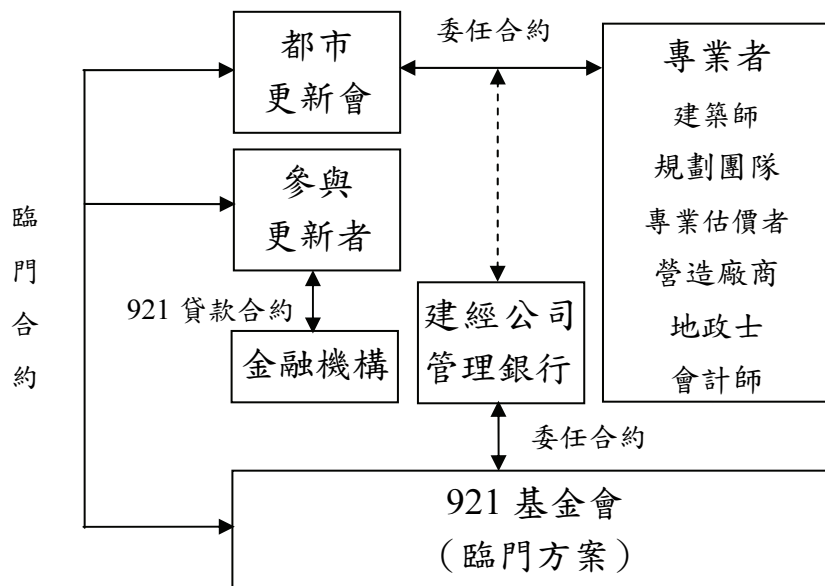 都市
更新會
委任合約
專業者
建築師
規劃團隊
專業估價者
營造廠商
地政士
會計師
參與
更新者
臨
門
合
約
921 貸款合約
金融機構
建經公司
管理銀行
委任合約
921 基金會
（臨門方案）